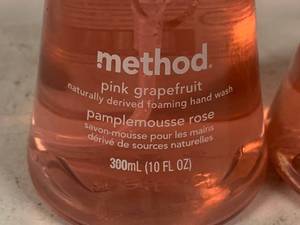 method.
pink grapefruit
naturally derived foaming hand wash
pamplemousse rose
savon-mousse pour les mains
dérivé de sources naturelles
300mL (10 FL OZ)